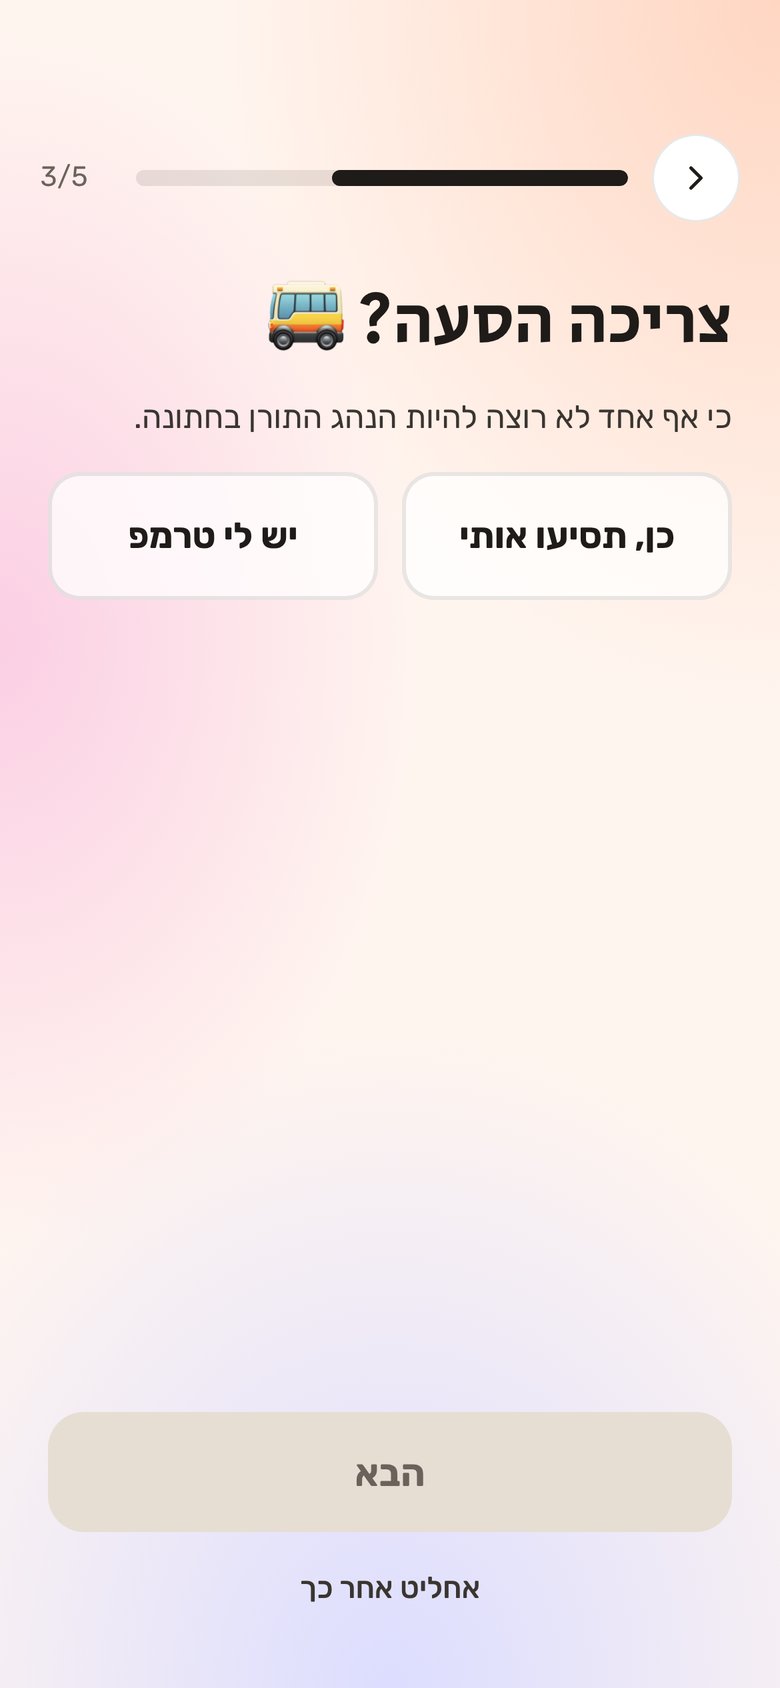 3/5
צריכה הסעה? 🚐
כי אף אחד לא רוצה להיות הנהג התורן בחתונה.
כן, תסיעו אותי
יש לי טרמפ
הבא
אחליט אחר כך